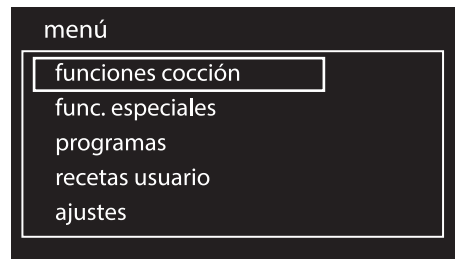 menú
funciones cocción
func. especiales
programas
recetas usuario
ajustes